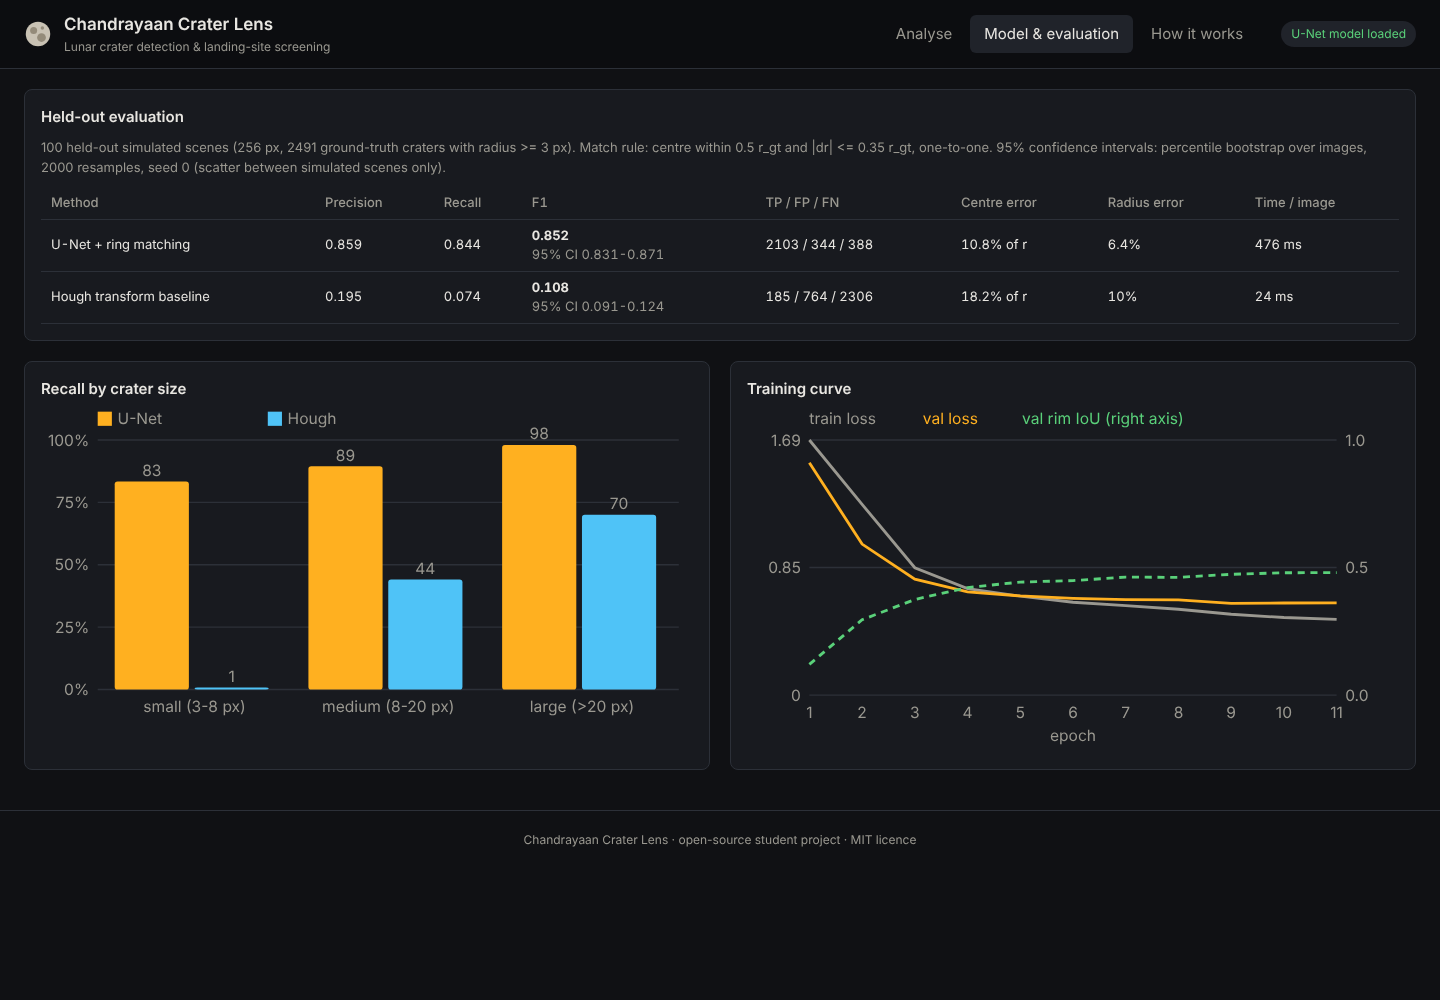 Chandrayaan Crater Lens
Lunar crater detection & landing-site screening
Analyse
Model & evaluation
How it works
U-Net model loaded
Held-out evaluation
100 held-out simulated scenes (256 px, 2491 ground-truth craters with radius >= 3 px). Match rule: centre within 0.5 r_gt and |dr| <= 0.35 r_gt, one-to-one. 95% confidence intervals: percentile bootstrap over images,
2000 resamples, seed 0 (scatter between simulated scenes only).
Method Precision Recall F1 TP / FP / FN Centre error Radius error Time / image
U-Net + ring matching 0.859 0.844 0.852 2103 / 344 / 388 10.8% of r 6.4% 476 ms
95% CI 0.831-0.871
Hough transform baseline 0.195 0.074 0.108 185 / 764 / 2306 18.2% of r 10% 24 ms
95% CI 0.091-0.124
Recall by crater size
U-Net Hough
100%
75%
50%
25%
0%
83
1
89
44
98
70
small (3-8 px) medium (8-20 px) large (>20 px)
Training curve
train loss val loss val rim IoU (right axis)
1.69 1.0
0.85 0.5
0 0.0
1 2 3 4 5 6 7 8 9 10 11
epoch
Chandrayaan Crater Lens · open-source student project · MIT licence